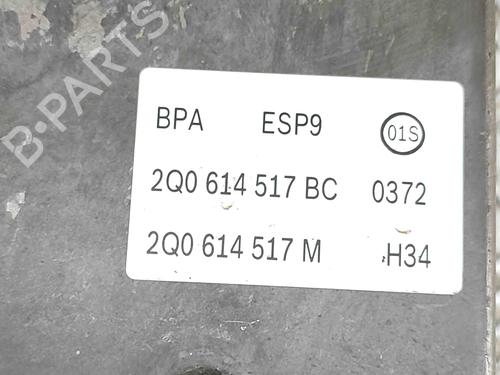 B-PARTS
BPA ESP9 01S
2Q0 614 517 BC 0372
2Q0 614 517 M H34